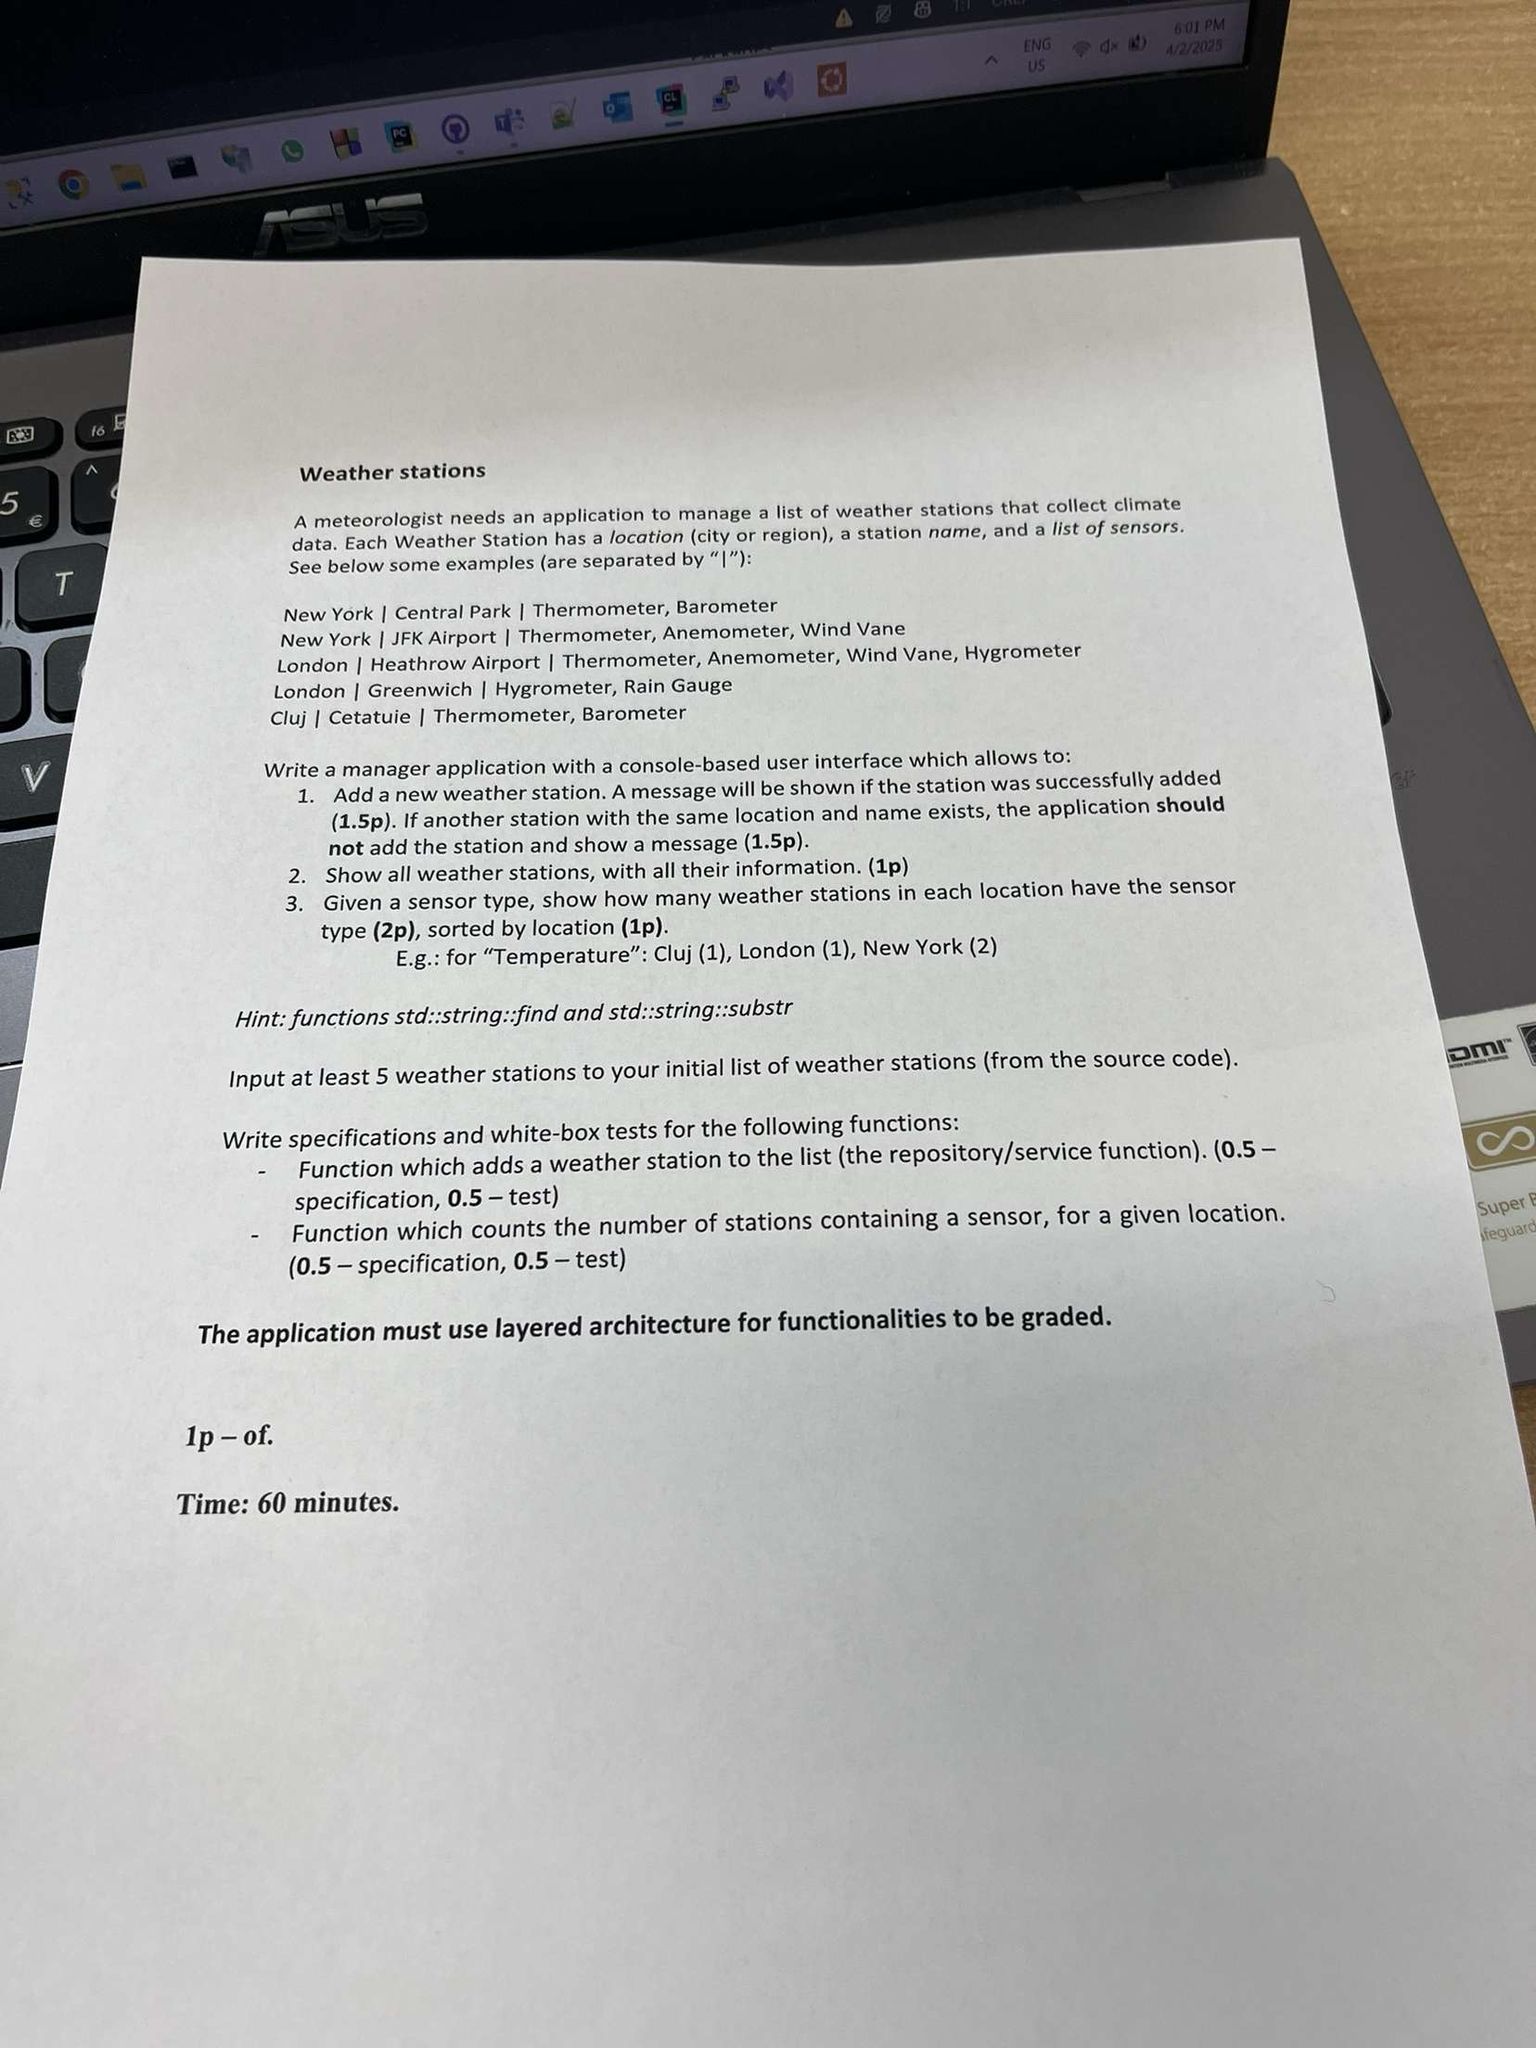 6:01 PM
ENG
US
4/2/2025
PC
CL
ASUS
f6
5
€
T
V
Weather stations
A meteorologist needs an application to manage a list of weather stations that collect climate
data. Each Weather Station has a location (city or region), a station name, and a list of sensors.
See below some examples (are separated by “|”):
New York | Central Park | Thermometer, Barometer
New York | JFK Airport | Thermometer, Anemometer, Wind Vane
London | Heathrow Airport | Thermometer, Anemometer, Wind Vane, Hygrometer
London | Greenwich | Hygrometer, Rain Gauge
Cluj | Cetatuie | Thermometer, Barometer
Write a manager application with a console-based user interface which allows to:
1. Add a new weather station. A message will be shown if the station was successfully added
(1.5p). If another station with the same location and name exists, the application should
not add the station and show a message (1.5p).
2. Show all weather stations, with all their information. (1p)
3. Given a sensor type, show how many weather stations in each location have the sensor
type (2p), sorted by location (1p).
E.g.: for “Temperature”: Cluj (1), London (1), New York (2)
Hint: functions std::string::find and std::string::substr
Input at least 5 weather stations to your initial list of weather stations (from the source code).
Write specifications and white-box tests for the following functions:
- Function which adds a weather station to the list (the repository/service function). (0.5 –
specification, 0.5 – test)
- Function which counts the number of stations containing a sensor, for a given location.
(0.5 – specification, 0.5 – test)
The application must use layered architecture for functionalities to be graded.
1p – of.
Time: 60 minutes.
Super